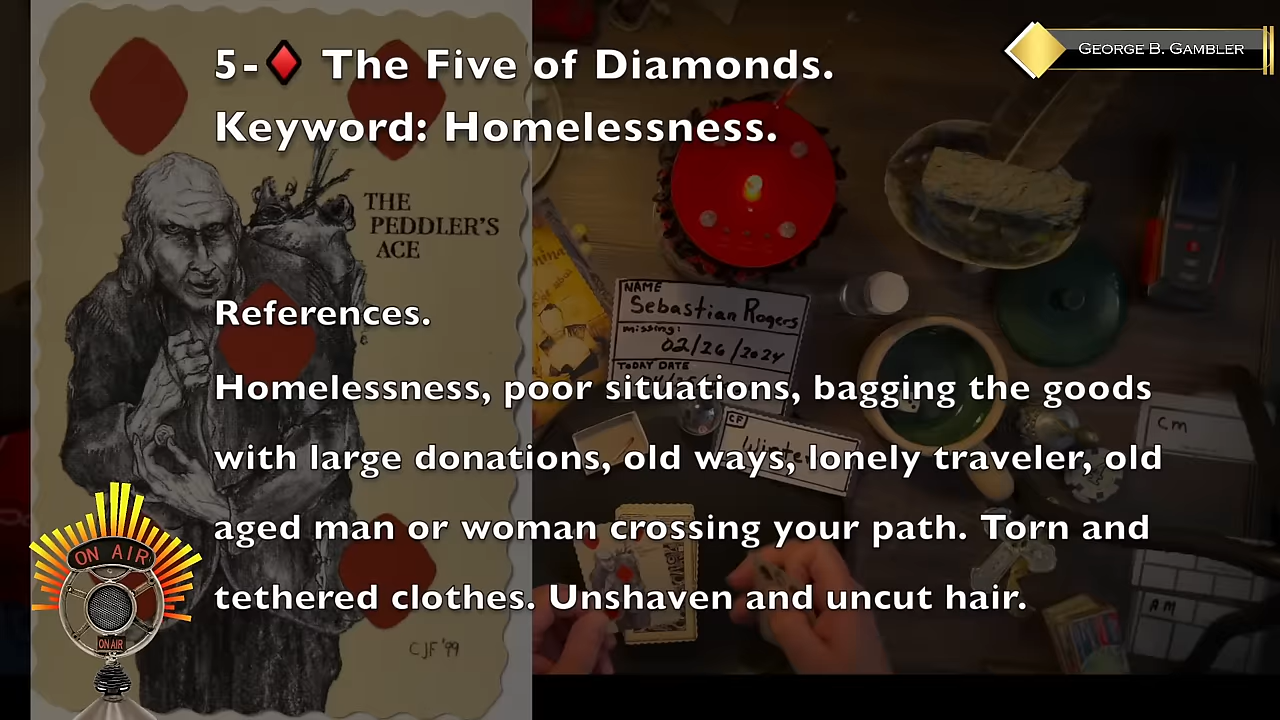 5-♦ The Five of Diamonds.
GEORGE B. GAMBLER
Keyword: Homelessness.
THE
PEDDLER'S
ACE
NAME
Sebastian Rogers
missing:
02/26/2024
TODAY DATE
References.
Homelessness, poor situations, bagging the goods
with large donations, old ways, lonely traveler, old
aged man or woman crossing your path. Torn and
tethered clothes. Unshaven and uncut hair.
CF
CM
AM
ON AIR
ON AIR
CJF '99